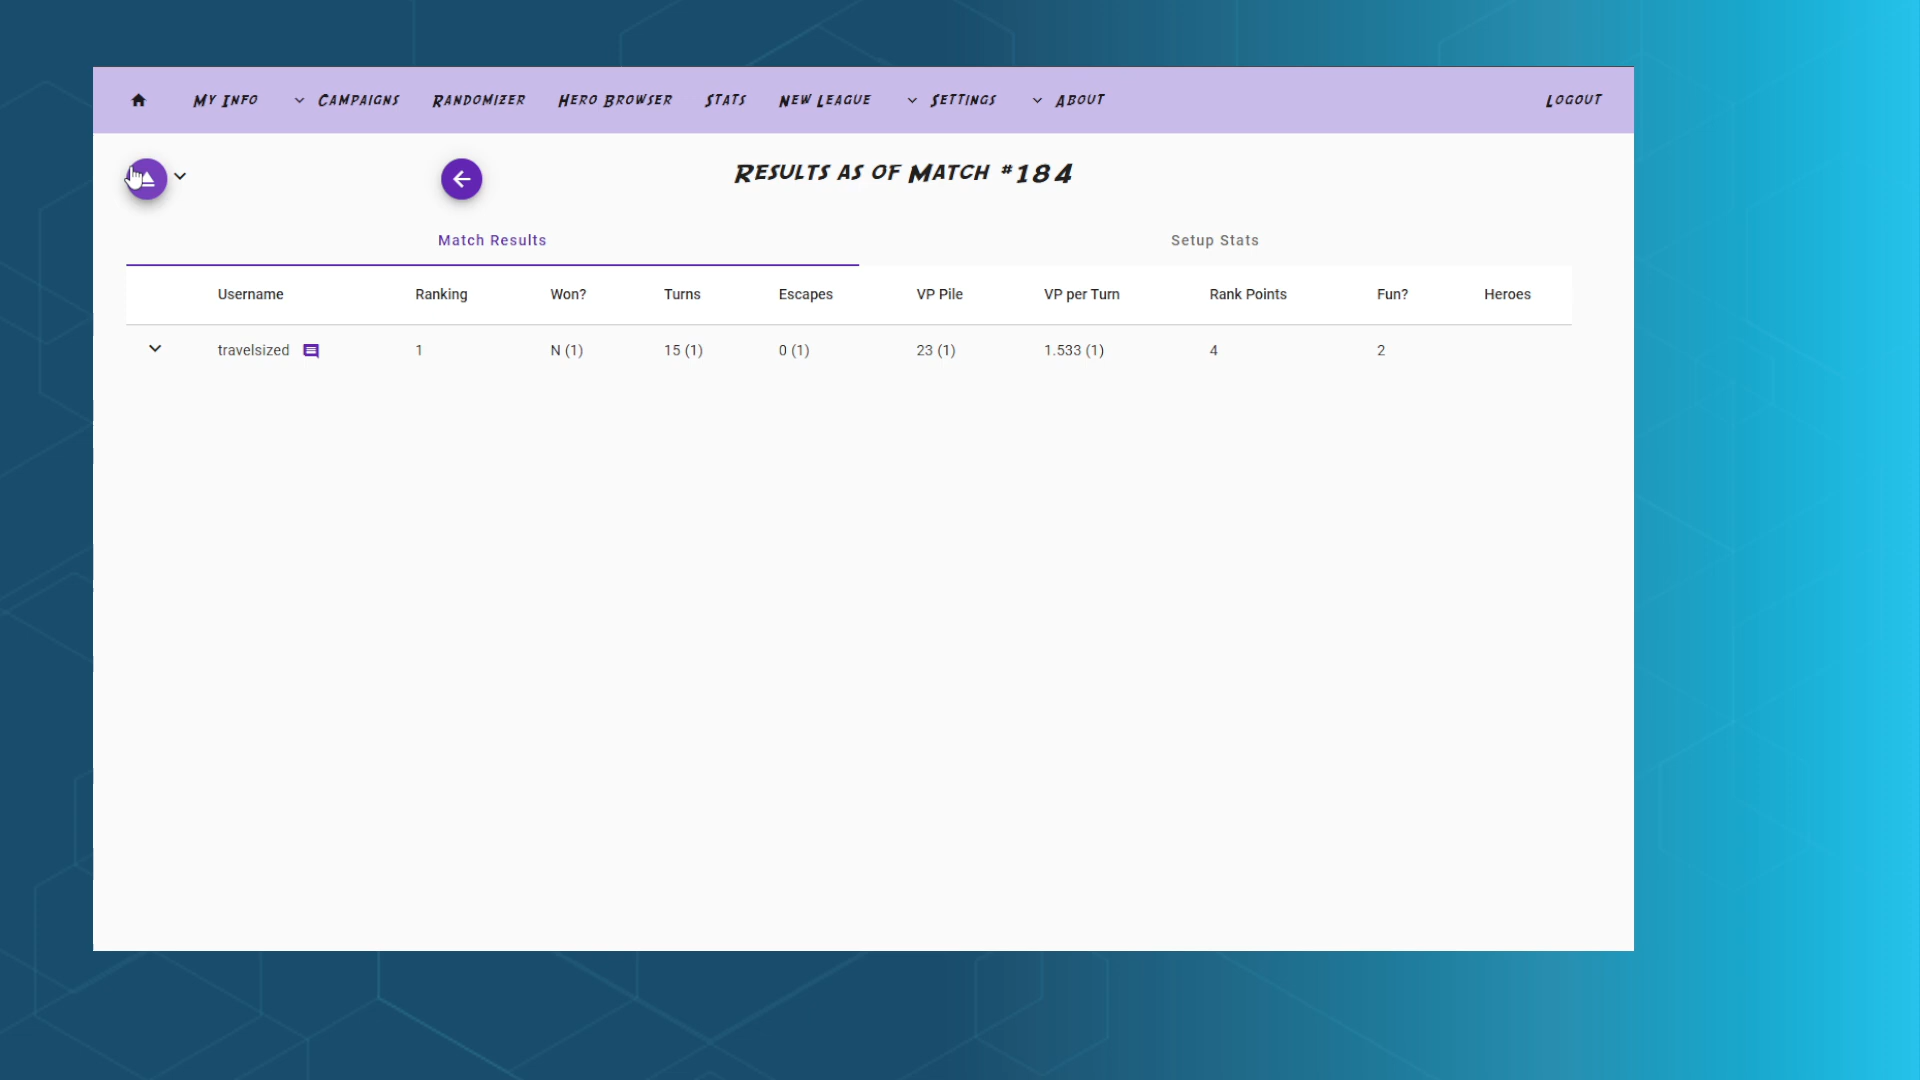 My Info Campaigns Randomizer Hero Browser Stats New League Settings About Logout
Results as of Match #184
Match Results Setup Stats
Username Ranking Won? Turns Escapes VP Pile VP per Turn Rank Points Fun? Heroes
travelsized 1 N (1) 15 (1) 0 (1) 23 (1) 1.533 (1) 4 2